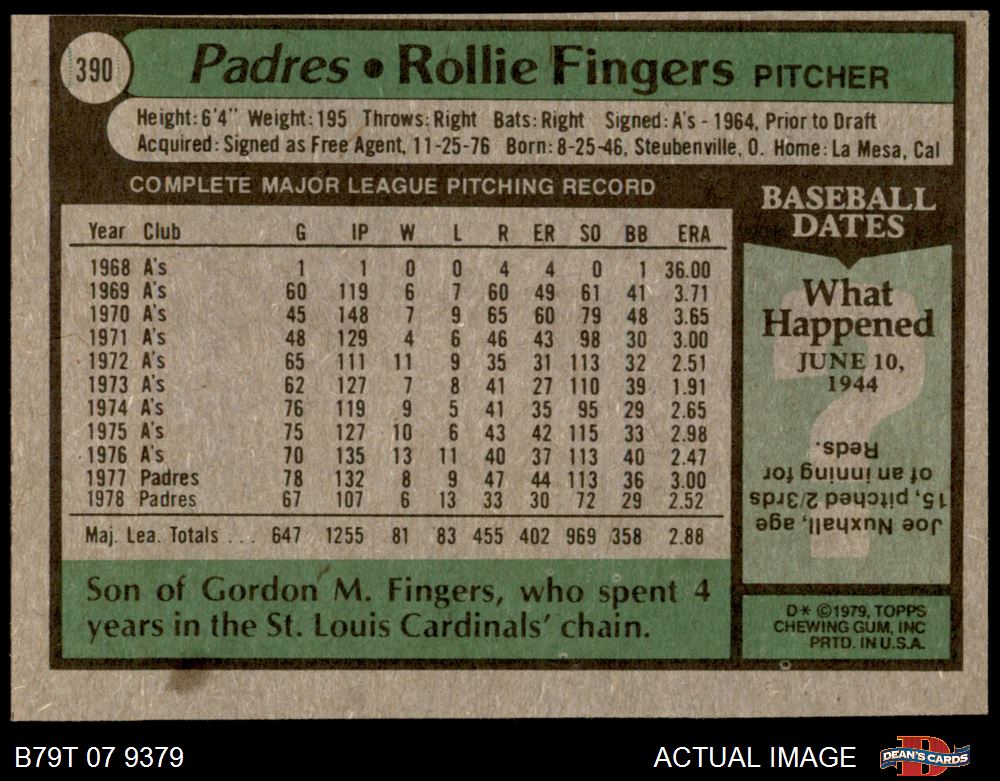 390
Padres • Rollie Fingers PITCHER
Height: 6'4" Weight: 195 Throws: Right Bats: Right Signed: A's - 1964, Prior to Draft
Acquired: Signed as Free Agent, 11-25-76 Born: 8-25-46, Steubenville, O. Home: La Mesa, Cal
COMPLETE MAJOR LEAGUE PITCHING RECORD
Year Club G IP W L R ER SO BB ERA
1968 A's 1 1 0 0 4 4 0 1 36.00
1969 A's 60 119 6 7 60 49 61 41 3.71
1970 A's 45 148 7 9 65 60 79 48 3.65
1971 A's 48 129 4 6 46 43 98 30 3.00
1972 A's 65 111 11 9 35 31 113 32 2.51
1973 A's 62 127 7 8 41 27 110 39 1.91
1974 A's 76 119 9 5 41 35 95 29 2.65
1975 A's 75 127 10 6 43 42 115 33 2.98
1976 A's 70 135 13 11 40 37 113 40 2.47
1977 Padres 78 132 8 9 47 44 113 36 3.00
1978 Padres 67 107 6 13 33 30 72 29 2.52
Maj. Lea. Totals ... 647 1255 81 83 455 402 969 358 2.88
Son of Gordon M. Fingers, who spent 4
years in the St. Louis Cardinals' chain.
BASEBALL
DATES
What
Happened
JUNE 10,
1944
?
Joe Nuxhall, age
15, pitched 2/3rds
of an inning for
Reds.
D* ©1979, TOPPS
CHEWING GUM, INC
PRTD. IN U.S.A.
B79T 07 9379
ACTUAL IMAGE
D
DEAN'S CARDS